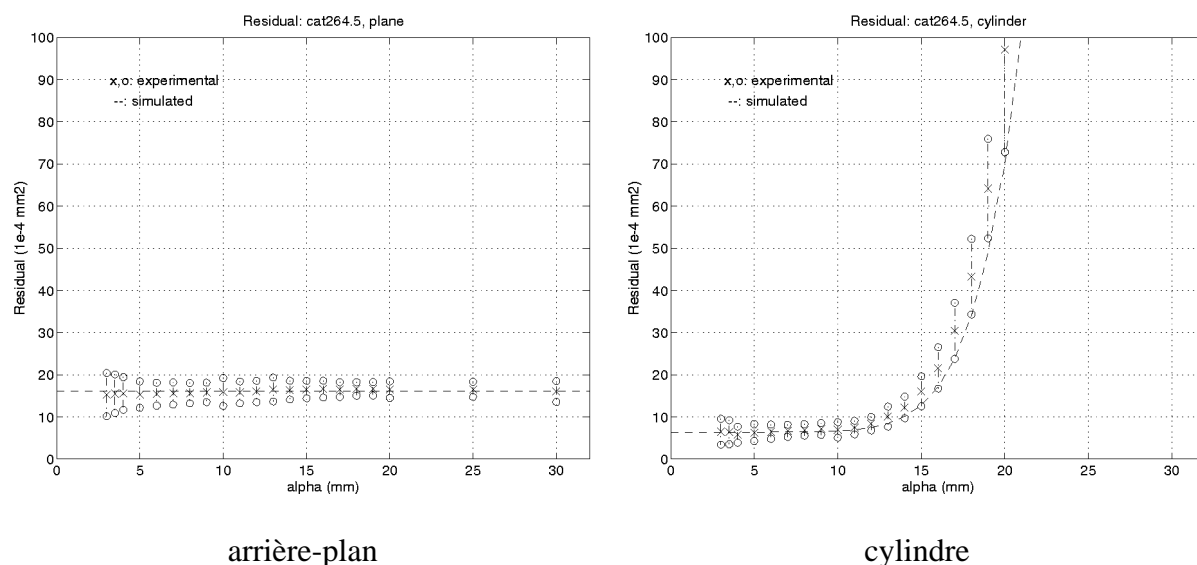 Residual: cat264.5, plane
100
90
80
70
60
50
40
30
20
10
0
Residual (1e-4 mm2)
x,o: experimental
--: simulated
0 5 10 15 20 25 30
alpha (mm)
arrière-plan
Residual: cat264.5, cylinder
100
90
80
70
60
50
40
30
20
10
0
Residual (1e-4 mm2)
x,o: experimental
--: simulated
0 5 10 15 20 25 30
alpha (mm)
cylindre